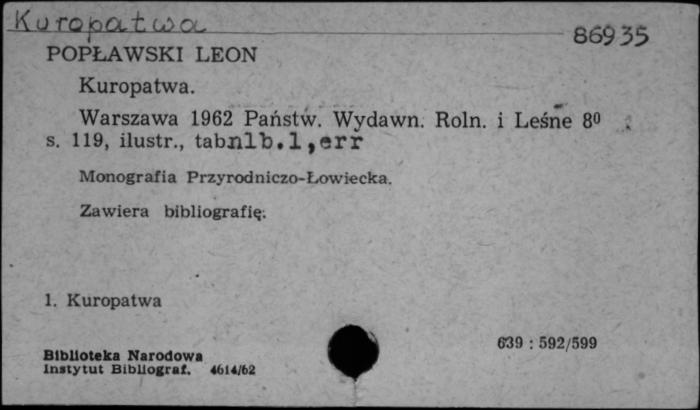 Kuropatwa
86935
POPŁAWSKI LEON
Kuropatwa.
Warszawa 1962 Państw. Wydawn. Roln. i Leśne 8⁰
s. 119, ilustr., tabnlb.1,err
Monografia Przyrodniczo-Łowiecka.
Zawiera bibliografię.
1. Kuropatwa
639 : 592/599
Biblioteka Narodowa
Instytut Bibliograf. 4614/62